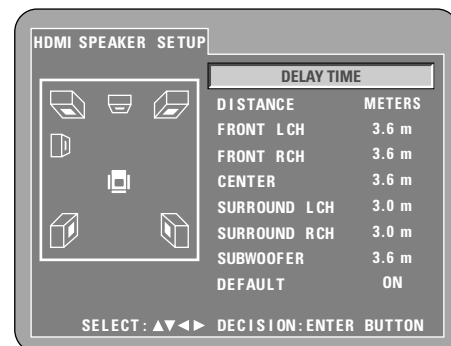 HDMI SPEAKER SETUP
DELAY TIME
DISTANCE METERS
FRONT LCH 3.6 m
FRONT RCH 3.6 m
CENTER 3.6 m
SURROUND LCH 3.0 m
SURROUND RCH 3.0 m
SUBWOOFER 3.6 m
DEFAULT ON
SELECT:▲▼◄► DECISION:ENTER BUTTON